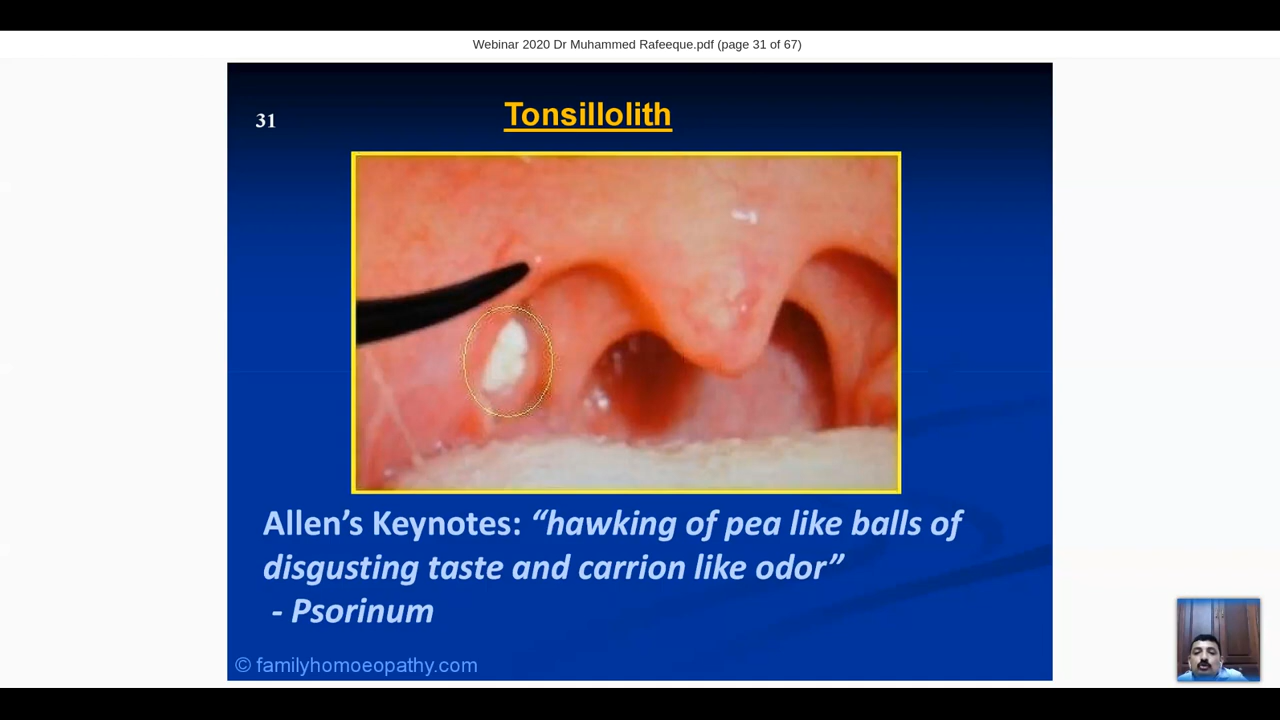 Webinar 2020 Dr Muhammed Rafeeque.pdf (page 31 of 67)
31
Tonsillolith
Allen’s Keynotes: “hawking of pea like balls of
disgusting taste and carrion like odor”
- Psorinum
© familyhomoeopathy.com